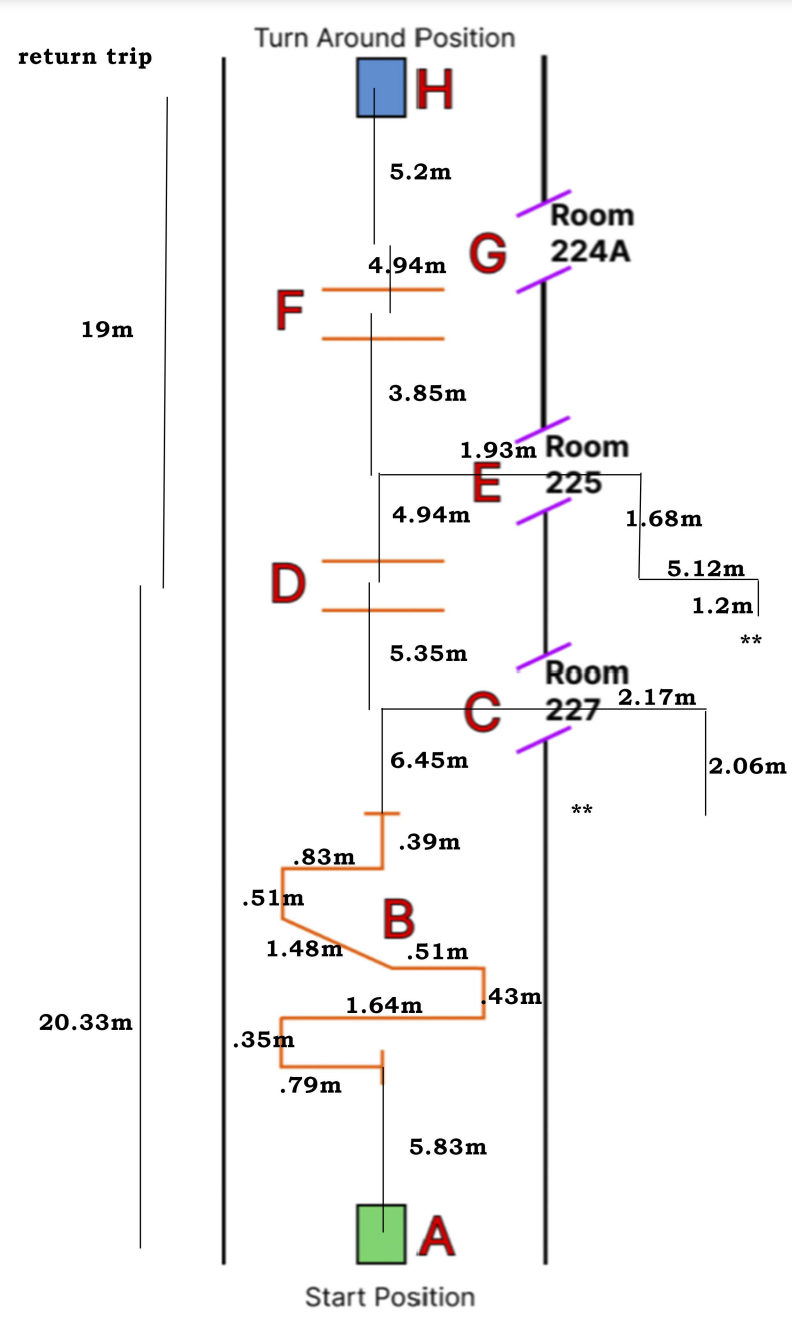 Turn Around Position
return trip
H
5.2m
Room
224A
G
4.94m
F
19m
3.85m
1.93m
Room
225
E
4.94m
1.68m
D
5.12m
1.2m
**
5.35m
Room
227
2.17m
C
6.45m
2.06m
**
.39m
.83m
.51m
B
1.48m
.51m
.43m
1.64m
20.33m
.35m
.79m
5.83m
A
Start Position